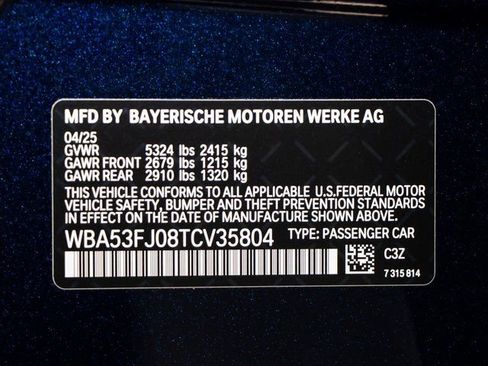 MFD BY BAYERISCHE MOTOREN WERKE AG
04/25
GVWR 5324 lbs 2415 kg
GAWR FRONT 2679 lbs 1215 kg
GAWR REAR 2910 lbs 1320 kg
THIS VEHICLE CONFORMS TO ALL APPLICABLE U.S.FEDERAL MOTOR
VEHICLE SAFETY, BUMPER AND THEFT PREVENTION STANDARDS
IN EFFECT ON THE DATE OF MANUFACTURE SHOWN ABOVE.
WBA53FJ08TCV35804 TYPE: PASSENGER CAR
C3Z
7 315 814